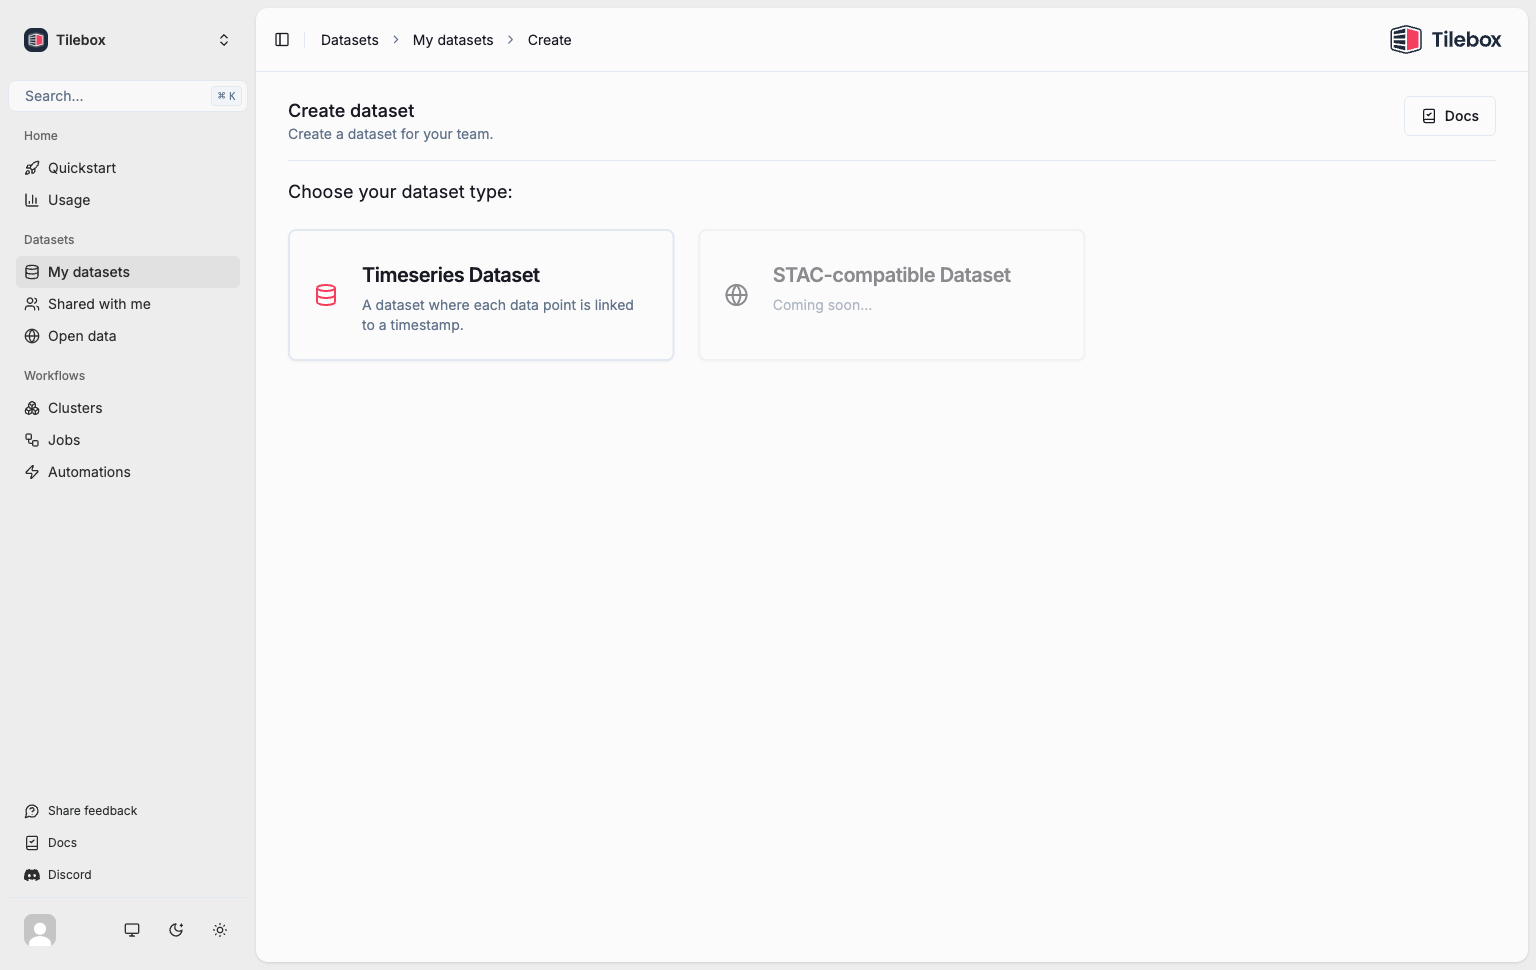 Tilebox
Search...
⌘ K
Home
Quickstart
Usage
Datasets
My datasets
Shared with me
Open data
Workflows
Clusters
Jobs
Automations
Share feedback
Docs
Discord
Datasets > My datasets > Create
Tilebox
Create dataset
Create a dataset for your team.
Docs
Choose your dataset type:
Timeseries Dataset
A dataset where each data point is linked
to a timestamp.
STAC-compatible Dataset
Coming soon...